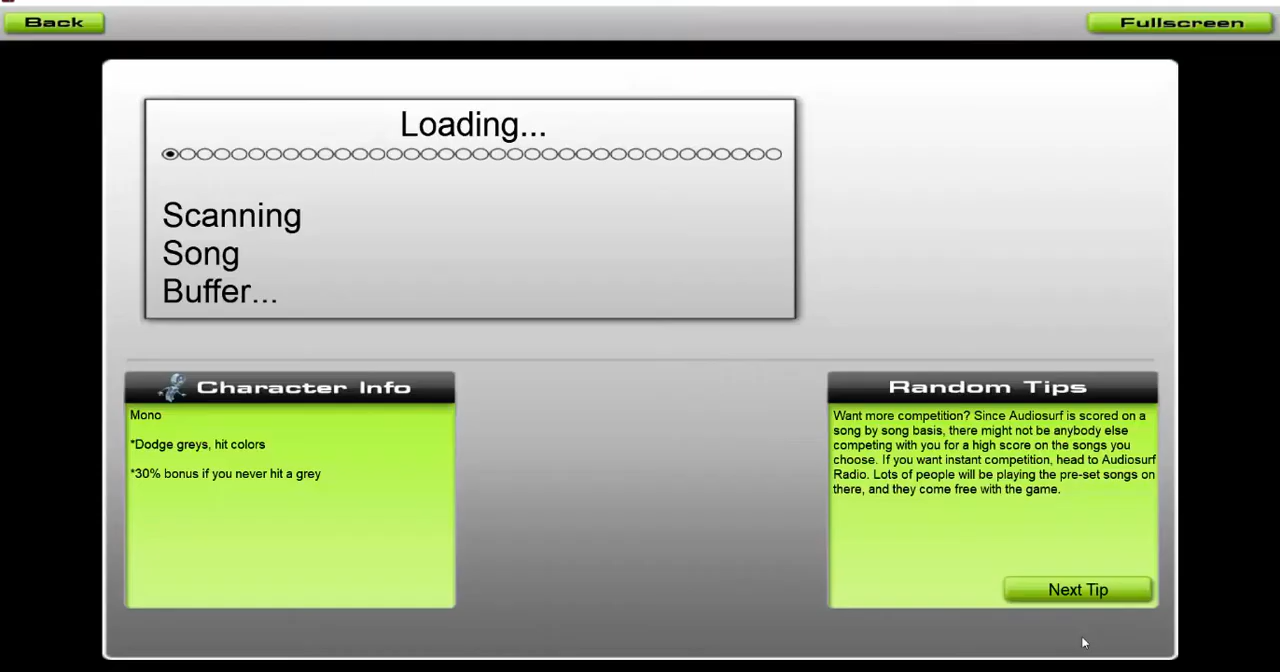 Back
Fullscreen
Loading...
Scanning
Song
Buffer...
Character Info
Mono
*Dodge greys, hit colors
*30% bonus if you never hit a grey
Random Tips
Want more competition? Since Audiosurf is scored on a
song by song basis, there might not be anybody else
competing with you for a high score on the songs you
choose. If you want instant competition, head to Audiosurf
Radio. Lots of people will be playing the pre-set songs on
there, and they come free with the game.
Next Tip